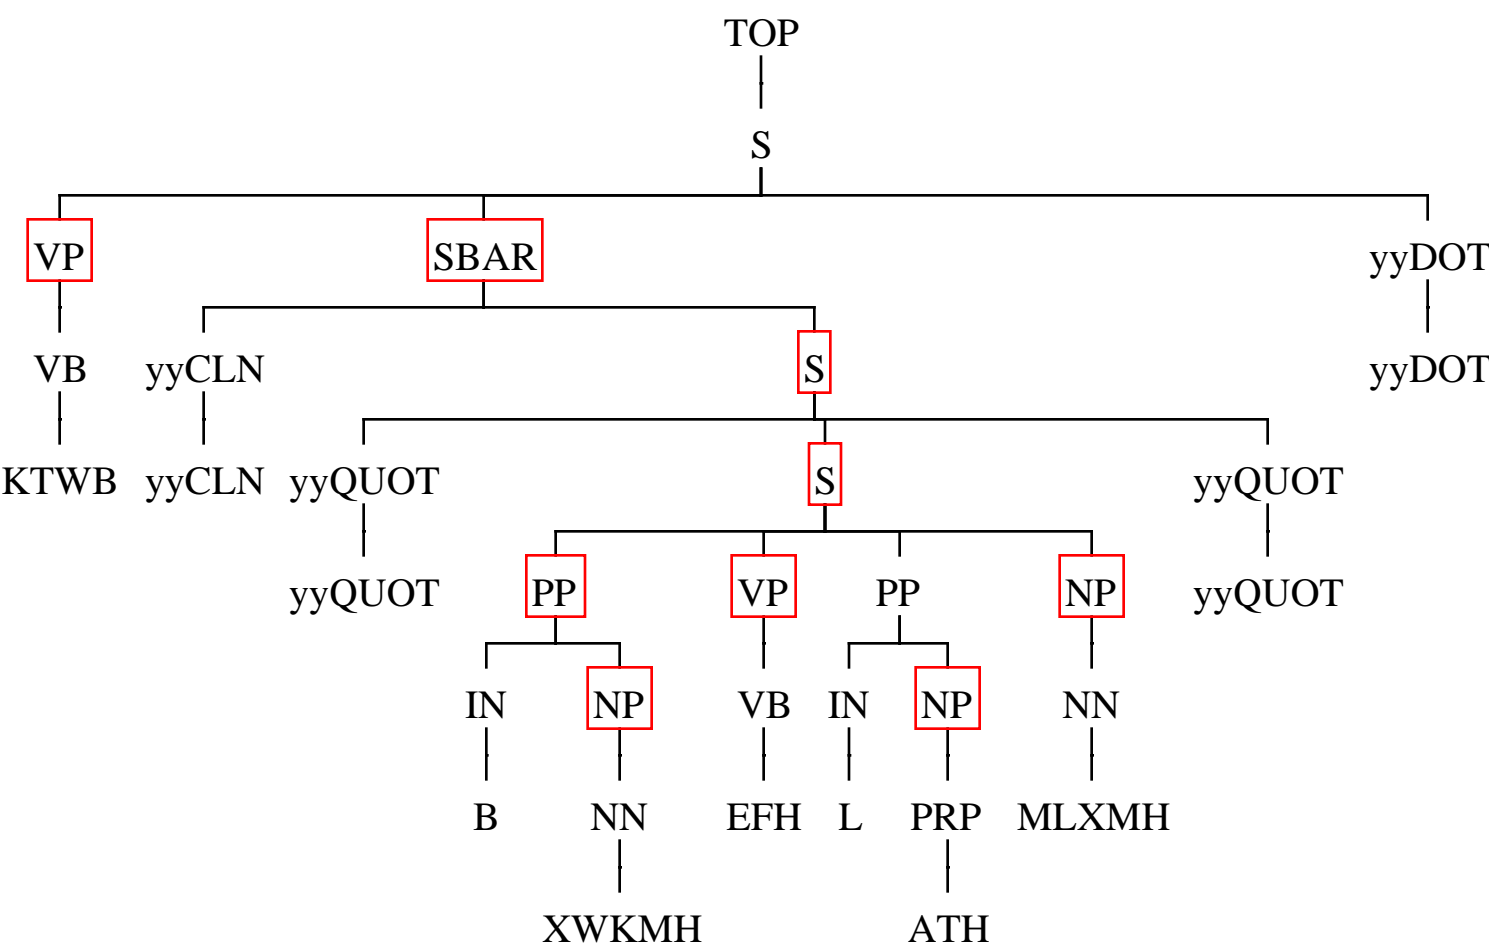 TOP
S
VP SBAR yyDOT
VB yyCLN S yyDOT
KTWB yyCLN yyQUOT S yyQUOT
yyQUOT PP VP PP NP yyQUOT
IN NP VB IN NP NN
B NN EFH L PRP MLXMH
XWKMH ATH